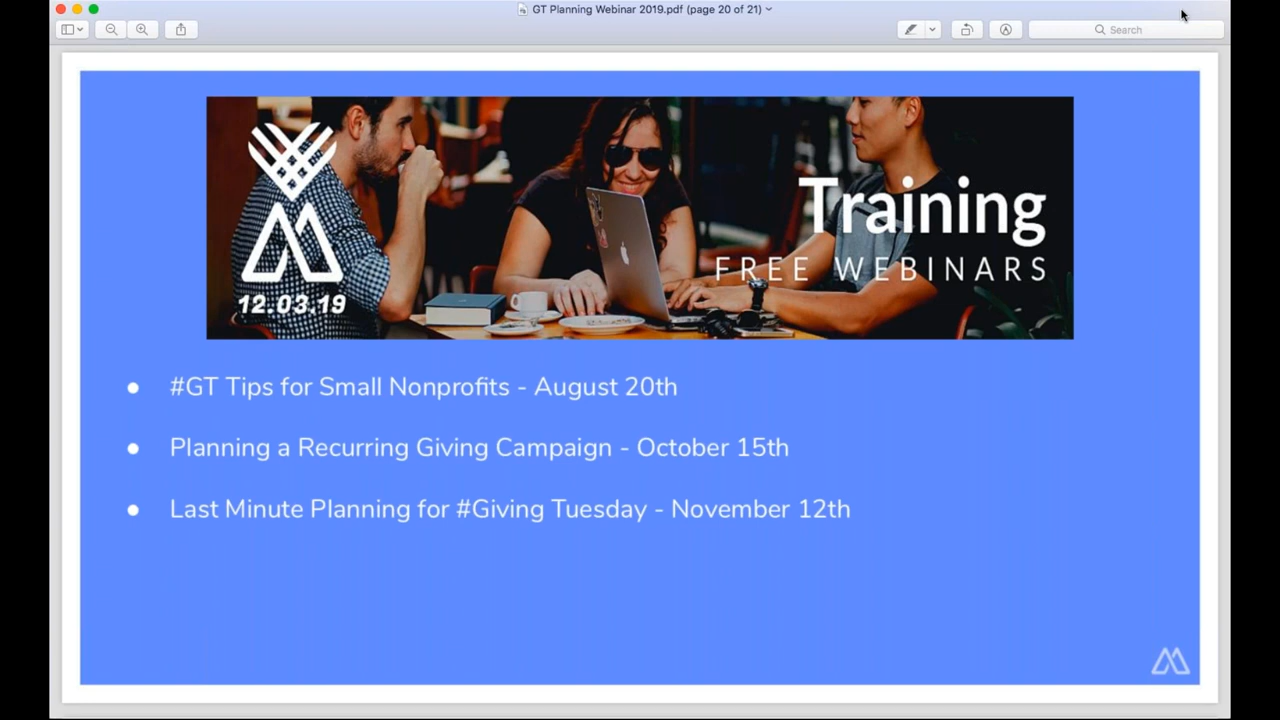 GT Planning Webinar 2019.pdf (page 20 of 21)
Search
Training
FREE WEBINARS
12.03.19
#GT Tips for Small Nonprofits - August 20th
Planning a Recurring Giving Campaign - October 15th
Last Minute Planning for #Giving Tuesday - November 12th